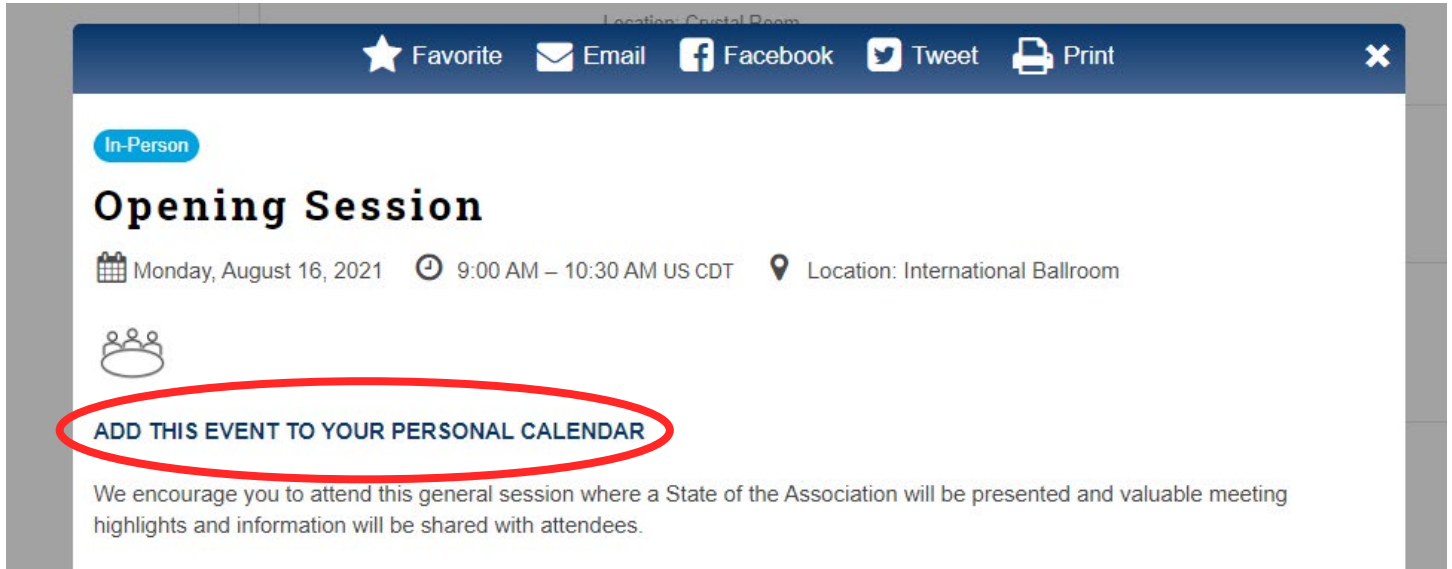 Location: Crystal Room
Favorite Email Facebook Tweet Print
In-Person
Opening Session
Monday, August 16, 2021 9:00 AM – 10:30 AM US CDT Location: International Ballroom
ADD THIS EVENT TO YOUR PERSONAL CALENDAR
We encourage you to attend this general session where a State of the Association will be presented and valuable meeting
highlights and information will be shared with attendees.